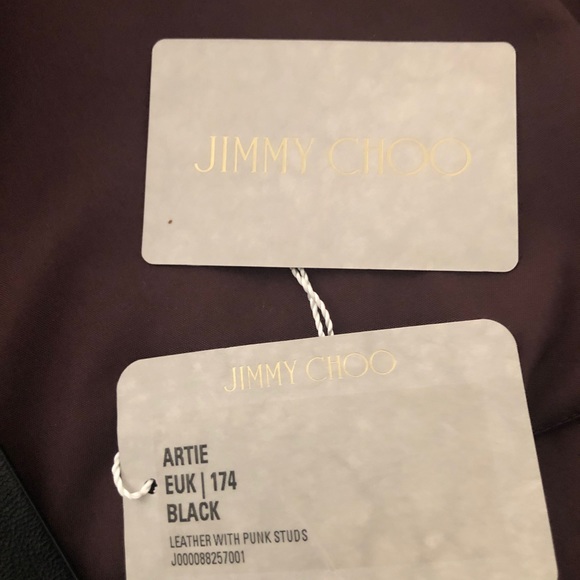 JIMMY CHOO
JIMMY CHOO
ARTIE
EUK | 174
BLACK
LEATHER WITH PUNK STUDS
J000088257001